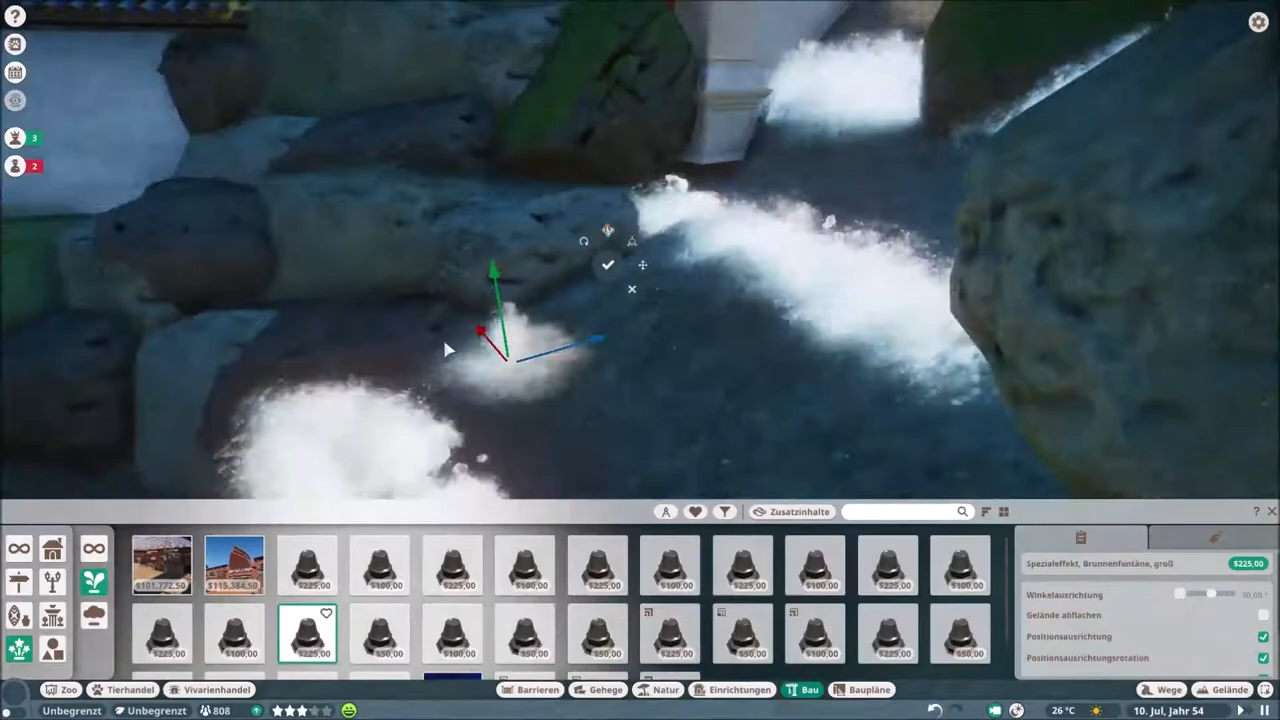 3
2
Zusatzinhalte
?
$101.772,50
$115.384,50
$225,00
$100,00
$225,00
$100,00
$225,00
$100,00
$225,00
$100,00
$225,00
$100,00
$225,00
$100,00
$225,00
$50,00
$100,00
$50,00
$50,00
$225,00
$50,00
$100,00
$225,00
$50,00
Spezialeffekt, Brunnenfontäne, groß
$225,00
Winkelausrichtung
Gelände abflachen
Positionsausrichtung
Positionsausrichtungsrotation
Zoo
Tierhandel
Vivarienhandel
Barrieren
Gehege
Natur
Einrichtungen
Bau
Baupläne
Wege
Gelände
Unbegrenzt
Unbegrenzt
808
26 °C
10. Jul, Jahr 54